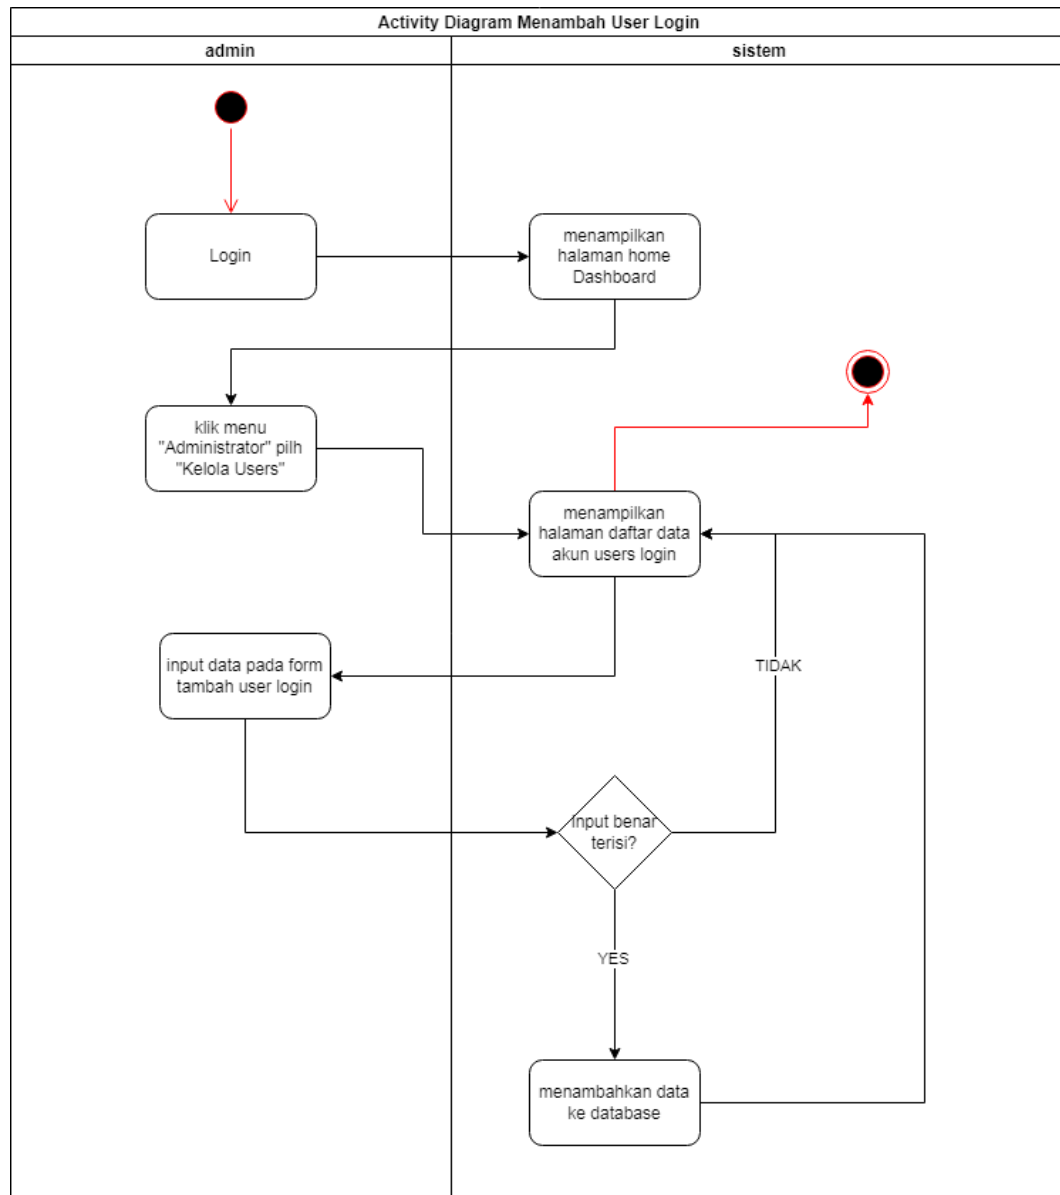 Activity Diagram Menambah User Login
admin
sistem
Login
menampilkan
halaman home
Dashboard
klik menu
"Administrator" pilh
"Kelola Users"
menampilkan
halaman daftar data
akun users login
input data pada form
tambah user login
TIDAK
Input benar
terisi?
YES
menambahkan data
ke database